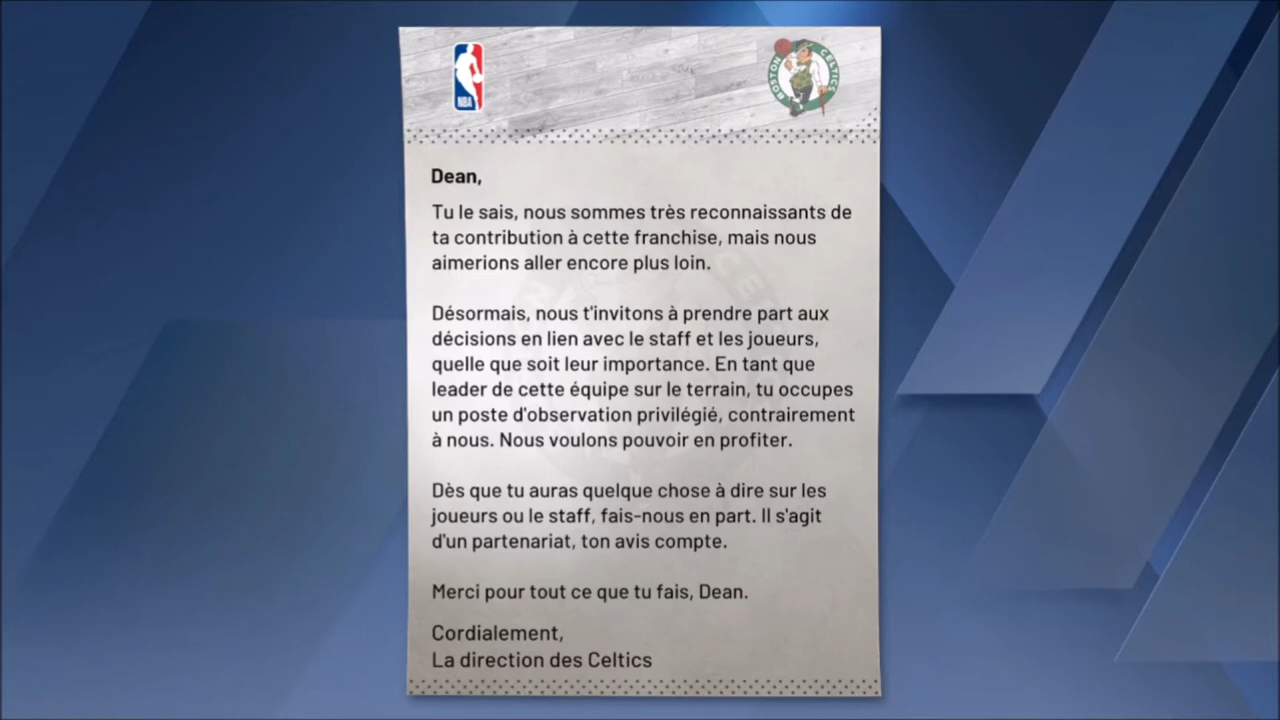 NBA
BOSTON CELTICS
Dean,
Tu le sais, nous sommes très reconnaissants de
ta contribution à cette franchise, mais nous
aimerions aller encore plus loin.
Désormais, nous t'invitons à prendre part aux
décisions en lien avec le staff et les joueurs,
quelle que soit leur importance. En tant que
leader de cette équipe sur le terrain, tu occupes
un poste d'observation privilégié, contrairement
à nous. Nous voulons pouvoir en profiter.
Dès que tu auras quelque chose à dire sur les
joueurs ou le staff, fais-nous en part. Il s'agit
d'un partenariat, ton avis compte.
Merci pour tout ce que tu fais, Dean.
Cordialement,
La direction des Celtics